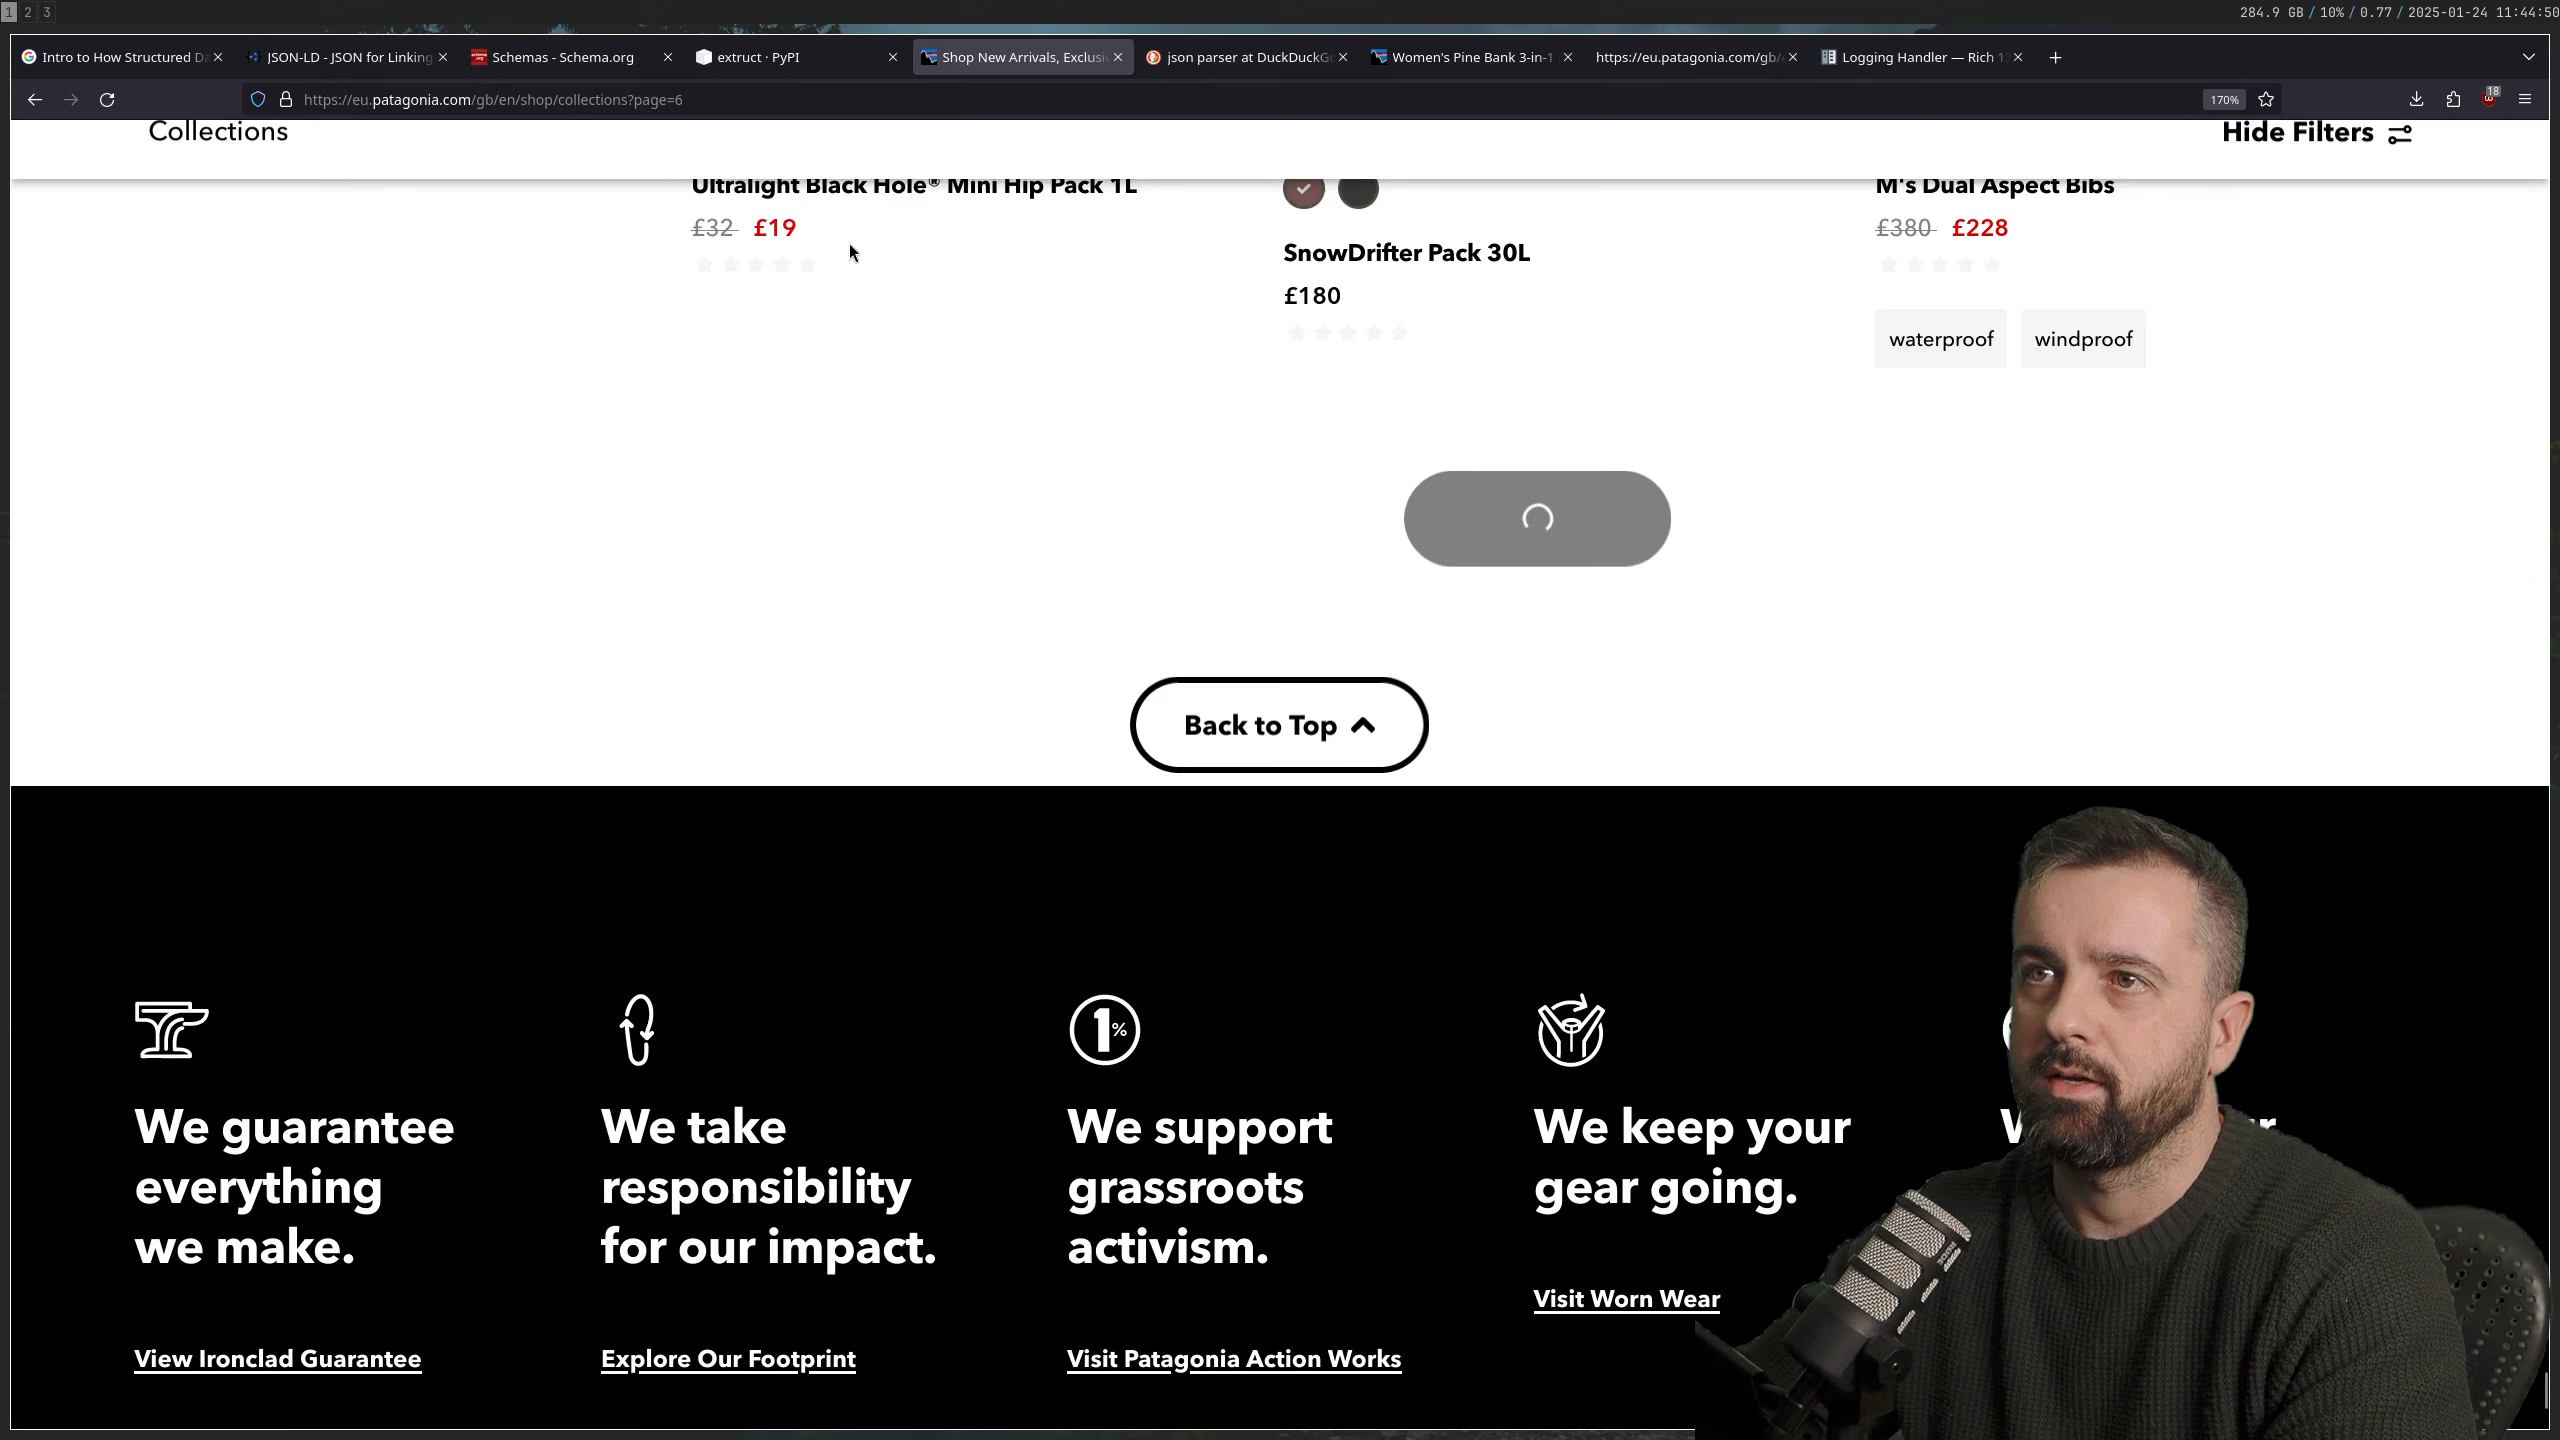 1 2 3
284.9 GB / 10% / 0.77 / 2025-01-24 11:44:50
Intro to How Structured Da
JSON-LD - JSON for Linking
Schemas - Schema.org
extruct · PyPI
Shop New Arrivals, Exclusiv
json parser at DuckDuckGo
Women's Pine Bank 3-in-1
https://eu.patagonia.com/gb/
Logging Handler — Rich 1
https://eu.patagonia.com/gb/en/shop/collections?page=6
170%
18
Collections
Hide Filters
Ultralight Black Hole® Mini Hip Pack 1L
£32 £19
SnowDrifter Pack 30L
£180
M's Dual Aspect Bibs
£380 £228
waterproof windproof
Back to Top
1%
We guarantee
everything
we make.
View Ironclad Guarantee
We take
responsibility
for our impact.
Explore Our Footprint
We support
grassroots
activism.
Visit Patagonia Action Works
We keep your
gear going.
Visit Worn Wear